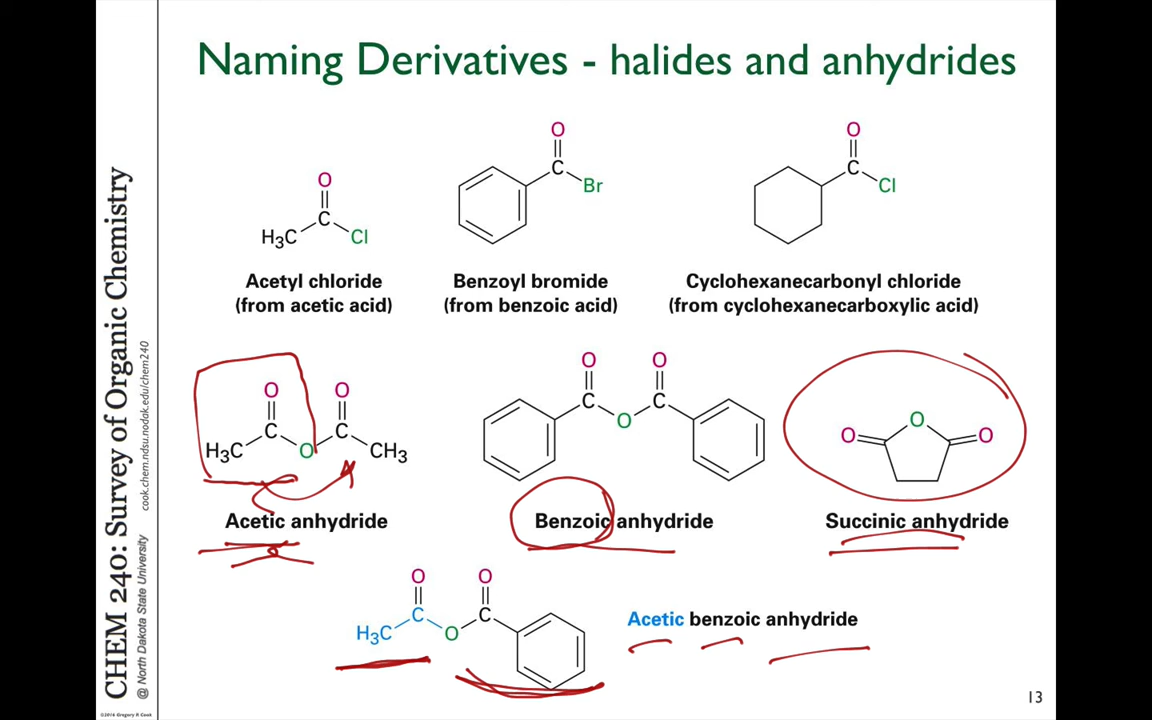 Naming Derivatives - halides and anhydrides
CHEM 240: Survey of Organic Chemistry
cook.chem.ndsu.nodak.edu/chem240
@ North Dakota State University
©2016 Gregory R Cook
O
C
H₃C
Cl
Acetyl chloride
(from acetic acid)
O
C
Br
Benzoyl bromide
(from benzoic acid)
O
C
Cl
Cyclohexanecarbonyl chloride
(from cyclohexanecarboxylic acid)
O O
C C
H₃C O CH₃
Acetic anhydride
O O
C C
O
Benzoic anhydride
O
O O
Succinic anhydride
O O
C C
H₃C O
Acetic benzoic anhydride
13